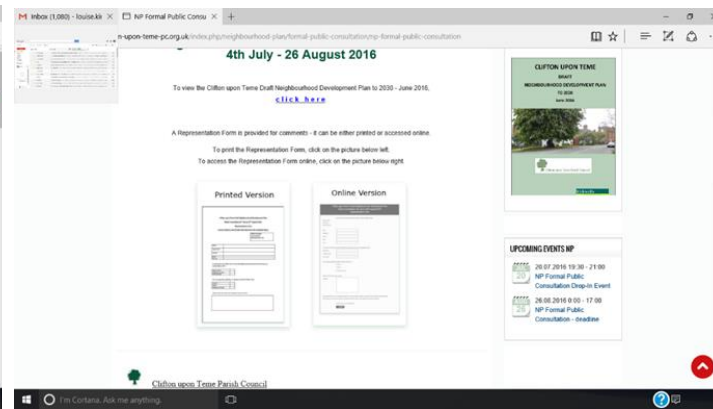 Inbox (1,080) - louise.kir
NP Formal Public Consu
n-upon-teme-pc.org.uk/index.php/neighbourhood-plan/formal-public-consultation/np-formal-public-consultation
4th July - 26 August 2016
To view the Clifton upon Teme Draft Neighbourhood Development Plan to 2030 - June 2016,
click here
A Representation Form is provided for comments - it can be either printed or accessed online.
To print the Representation Form, click on the picture below left.
To access the Representation Form online, click on the picture below right.
Printed Version
Online Version
Clifton upon Teme Parish Council
CLIFTON UPON TEME
DRAFT
NEIGHBOURHOOD DEVELOPMENT PLAN
TO 2030
June 2016
UPCOMING EVENTS NP
20.07.2016 19:30 - 21:00
20
NP Formal Public
Consultation Drop-In Event
26.08.2016 0:00 - 17:00
26
NP Formal Public
Consultation - deadline
I'm Cortana. Ask me anything.